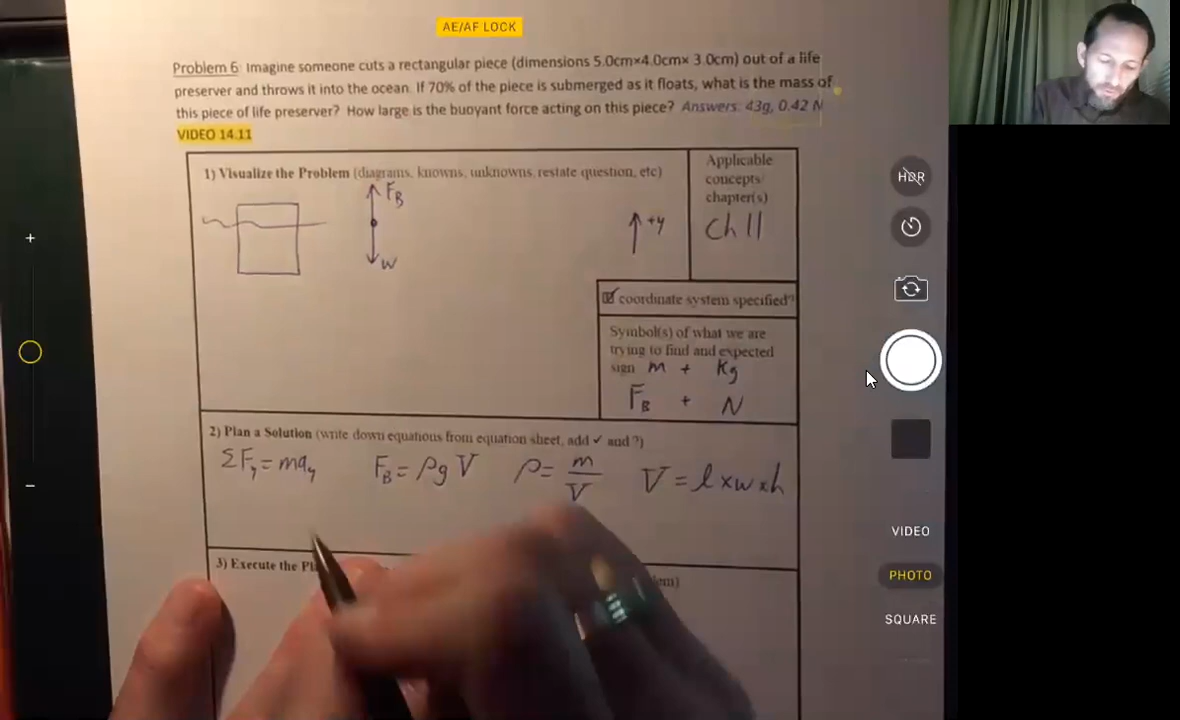 AE/AF LOCK
Problem 6: Imagine someone cuts a rectangular piece (dimensions 5.0cm×4.0cm× 3.0cm) out of a life
preserver and throws it into the ocean. If 70% of the piece is submerged as it floats, what is the mass of
this piece of life preserver? How large is the buoyant force acting on this piece? Answers: 43g, 0.42 N
VIDEO 14.11
1) Visualize the Problem (diagrams, knowns, unknowns, restate question, etc)
F_B
W
+y
Applicable
concepts
chapter(s)
Ch 11
coordinate system specified?
Symbol(s) of what we are
trying to find and expected
sign m + Kg
F_B + N
2) Plan a Solution (write down equations from equation sheet, add ✓ and ?)
ΣF_y = ma_y F_B = ρgV ρ = m/V V = l×w×h
3) Execute the
HDR
VIDEO
PHOTO
SQUARE